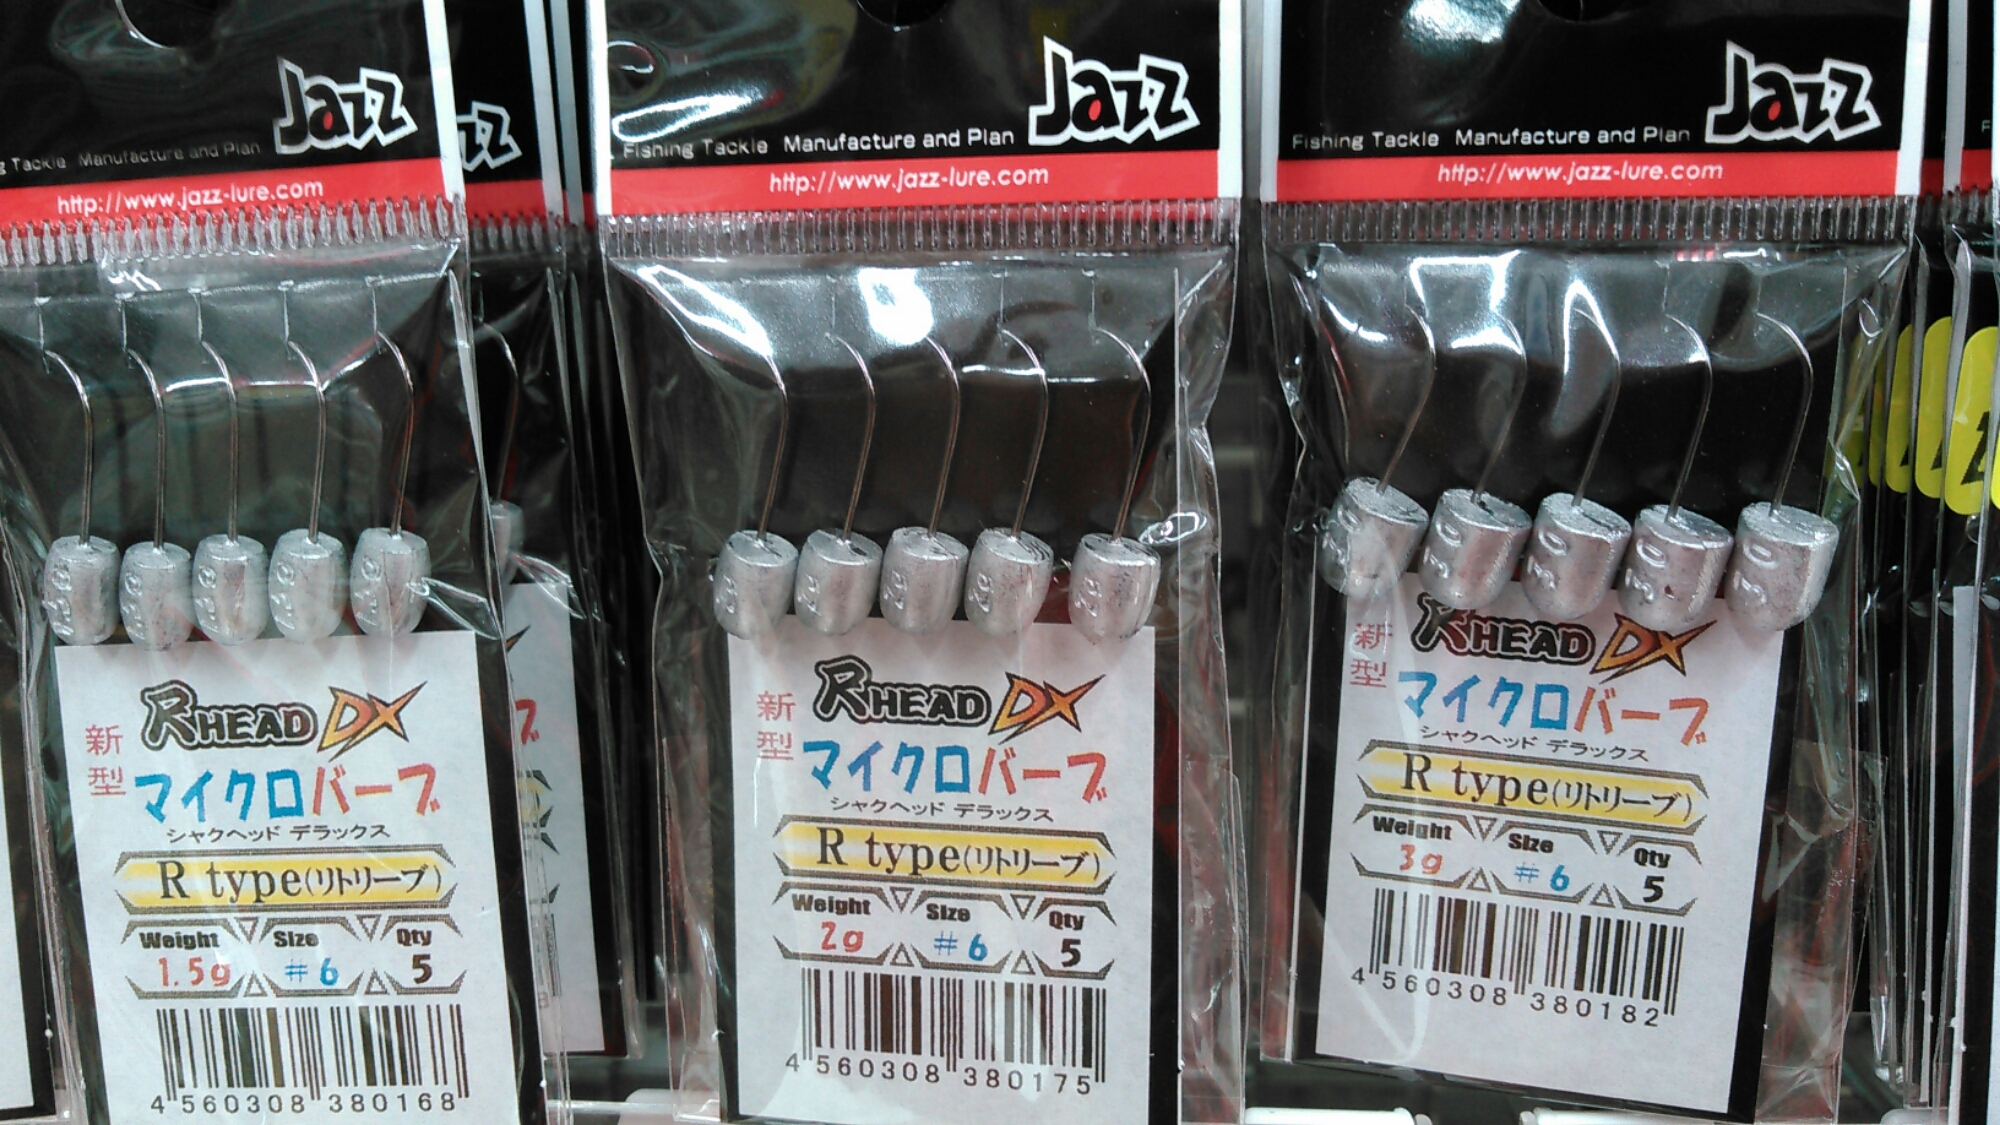 Jazz
g Tackle Manufacture and Plan
http://www.jazz-lure.com
新型
RHEAD DX
マイクロバーブ
シャクヘッド デラックス
R type(リトリーブ)
Weight Size Qty
1.5g #6 5
4 560308 380168
Jazz
Fishing Tackle Manufacture and Plan
http://www.jazz-lure.com
新型
RHEAD DX
マイクロバーブ
シャクヘッド デラックス
R type(リトリーブ)
Weight Size Qty
2g #6 5
4 560308 380175
Jazz
Fishing Tackle Manufacture and Plan
http://www.jazz-lure.com
30
30
30
30
新型
RHEAD DX
マイクロバーブ
シャクヘッド デラックス
R type(リトリーブ)
Weight Size Qty
3g #6 5
4 560308 380182